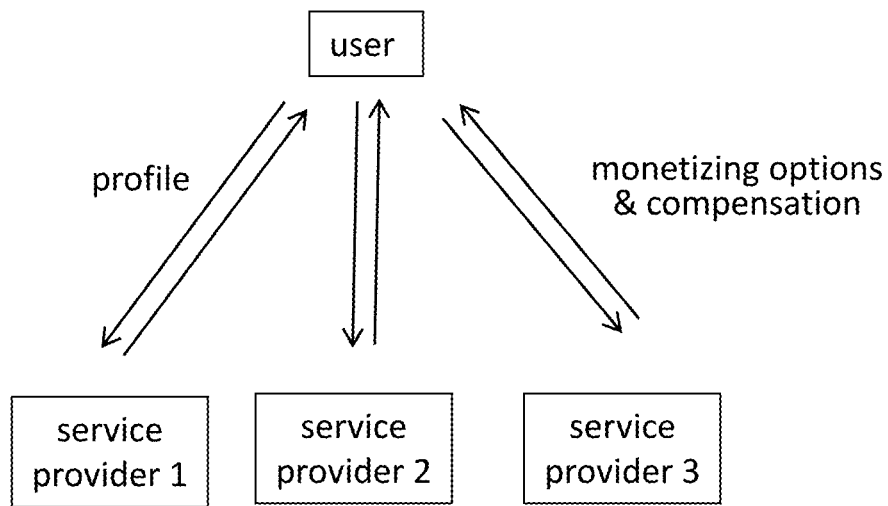 user
profile
monetizing options
& compensation
service
provider 1
service
provider 2
service
provider 3